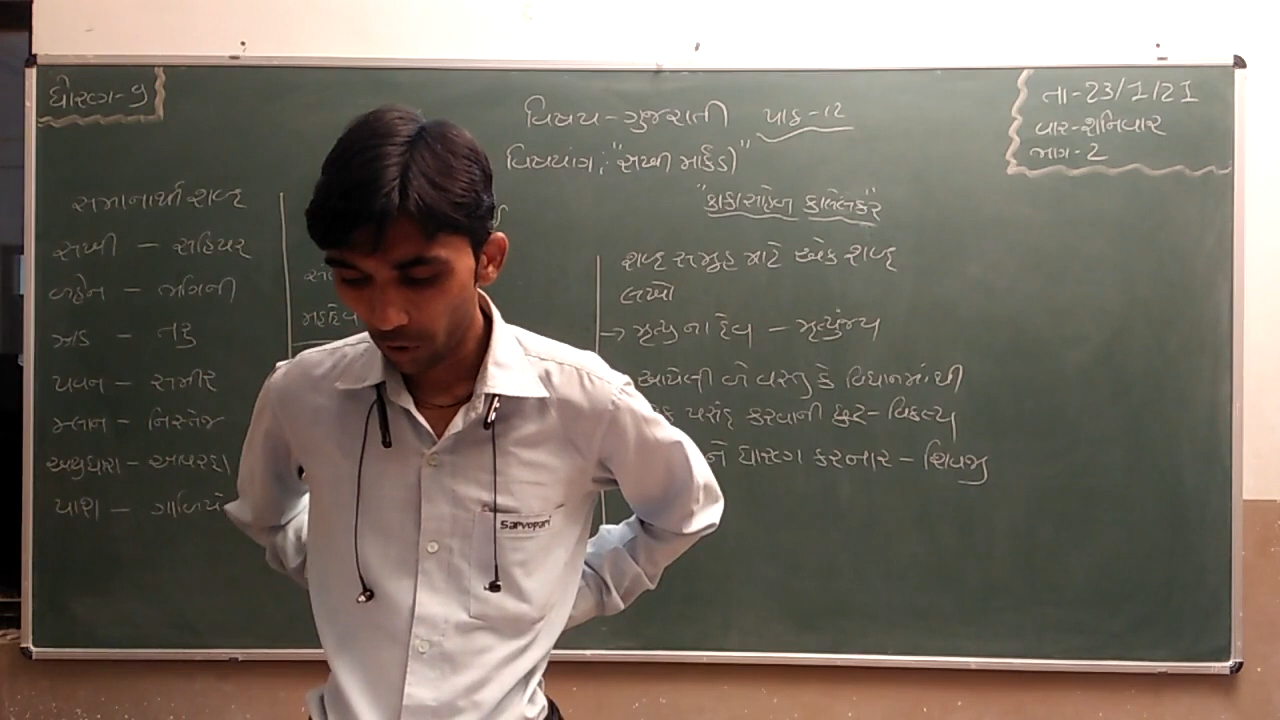 ધોરણ-9
વિષય-ગુજરાતી પાઠ-12
વિષયાંગ: "સખી માર્કંડી"
"કાકાસાહેબ કાલેલકર"
તા-23/1/21
વાર-શનિવાર
ભાગ-2
સમાનાર્થી શબ્દ
સખી - સહિયર
બહેન - ભગિની
ઝાડ - તરુ
પવન - સમીર
મ્લાન - નિસ્તેજ
અશ્રુધારા -
પાશ -
શબ્દ સમુહ માટે એક શબ્દ
લખો
→ મૃત્યુ ના દેવ - મૃત્યુંજય
આપેલી બે વસ્તુ કે વિધાનમાંથી
પસંદ કરવાની છુટ- વિકલ્પ
ને ધારણ કરનાર - શિવજી
Sarvopari